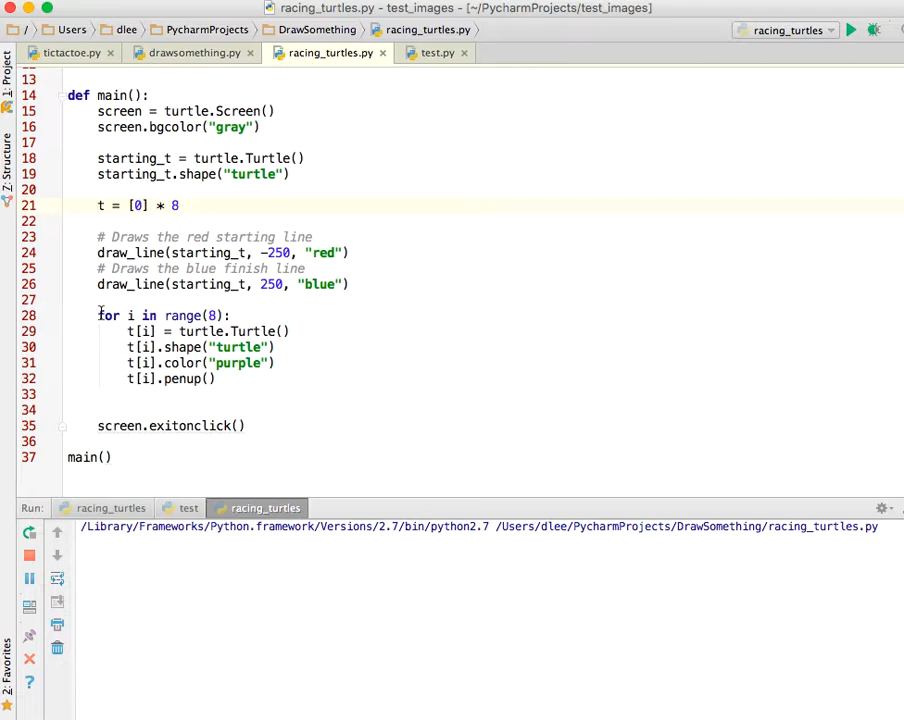 racing_turtles.py - test_images - [~/PycharmProjects/test_images]
/ Users dlee PycharmProjects DrawSomething racing_turtles.py racing_turtles
tictactoe.py × drawsomething.py × racing_turtles.py × test.py ×
1: Project
7: Structure
2: Favorites
13
14 def main():
15 screen = turtle.Screen()
16 screen.bgcolor("gray")
17
18 starting_t = turtle.Turtle()
19 starting_t.shape("turtle")
20
21 t = [0] * 8
22
23 # Draws the red starting line
24 draw_line(starting_t, -250, "red")
25 # Draws the blue finish line
26 draw_line(starting_t, 250, "blue")
27
28 for i in range(8):
29 t[i] = turtle.Turtle()
30 t[i].shape("turtle")
31 t[i].color("purple")
32 t[i].penup()
33
34
35 screen.exitonclick()
36
37 main()
Run: racing_turtles test racing_turtles
/Library/Frameworks/Python.framework/Versions/2.7/bin/python2.7 /Users/dlee/PycharmProjects/DrawSomething/racing_turtles.py